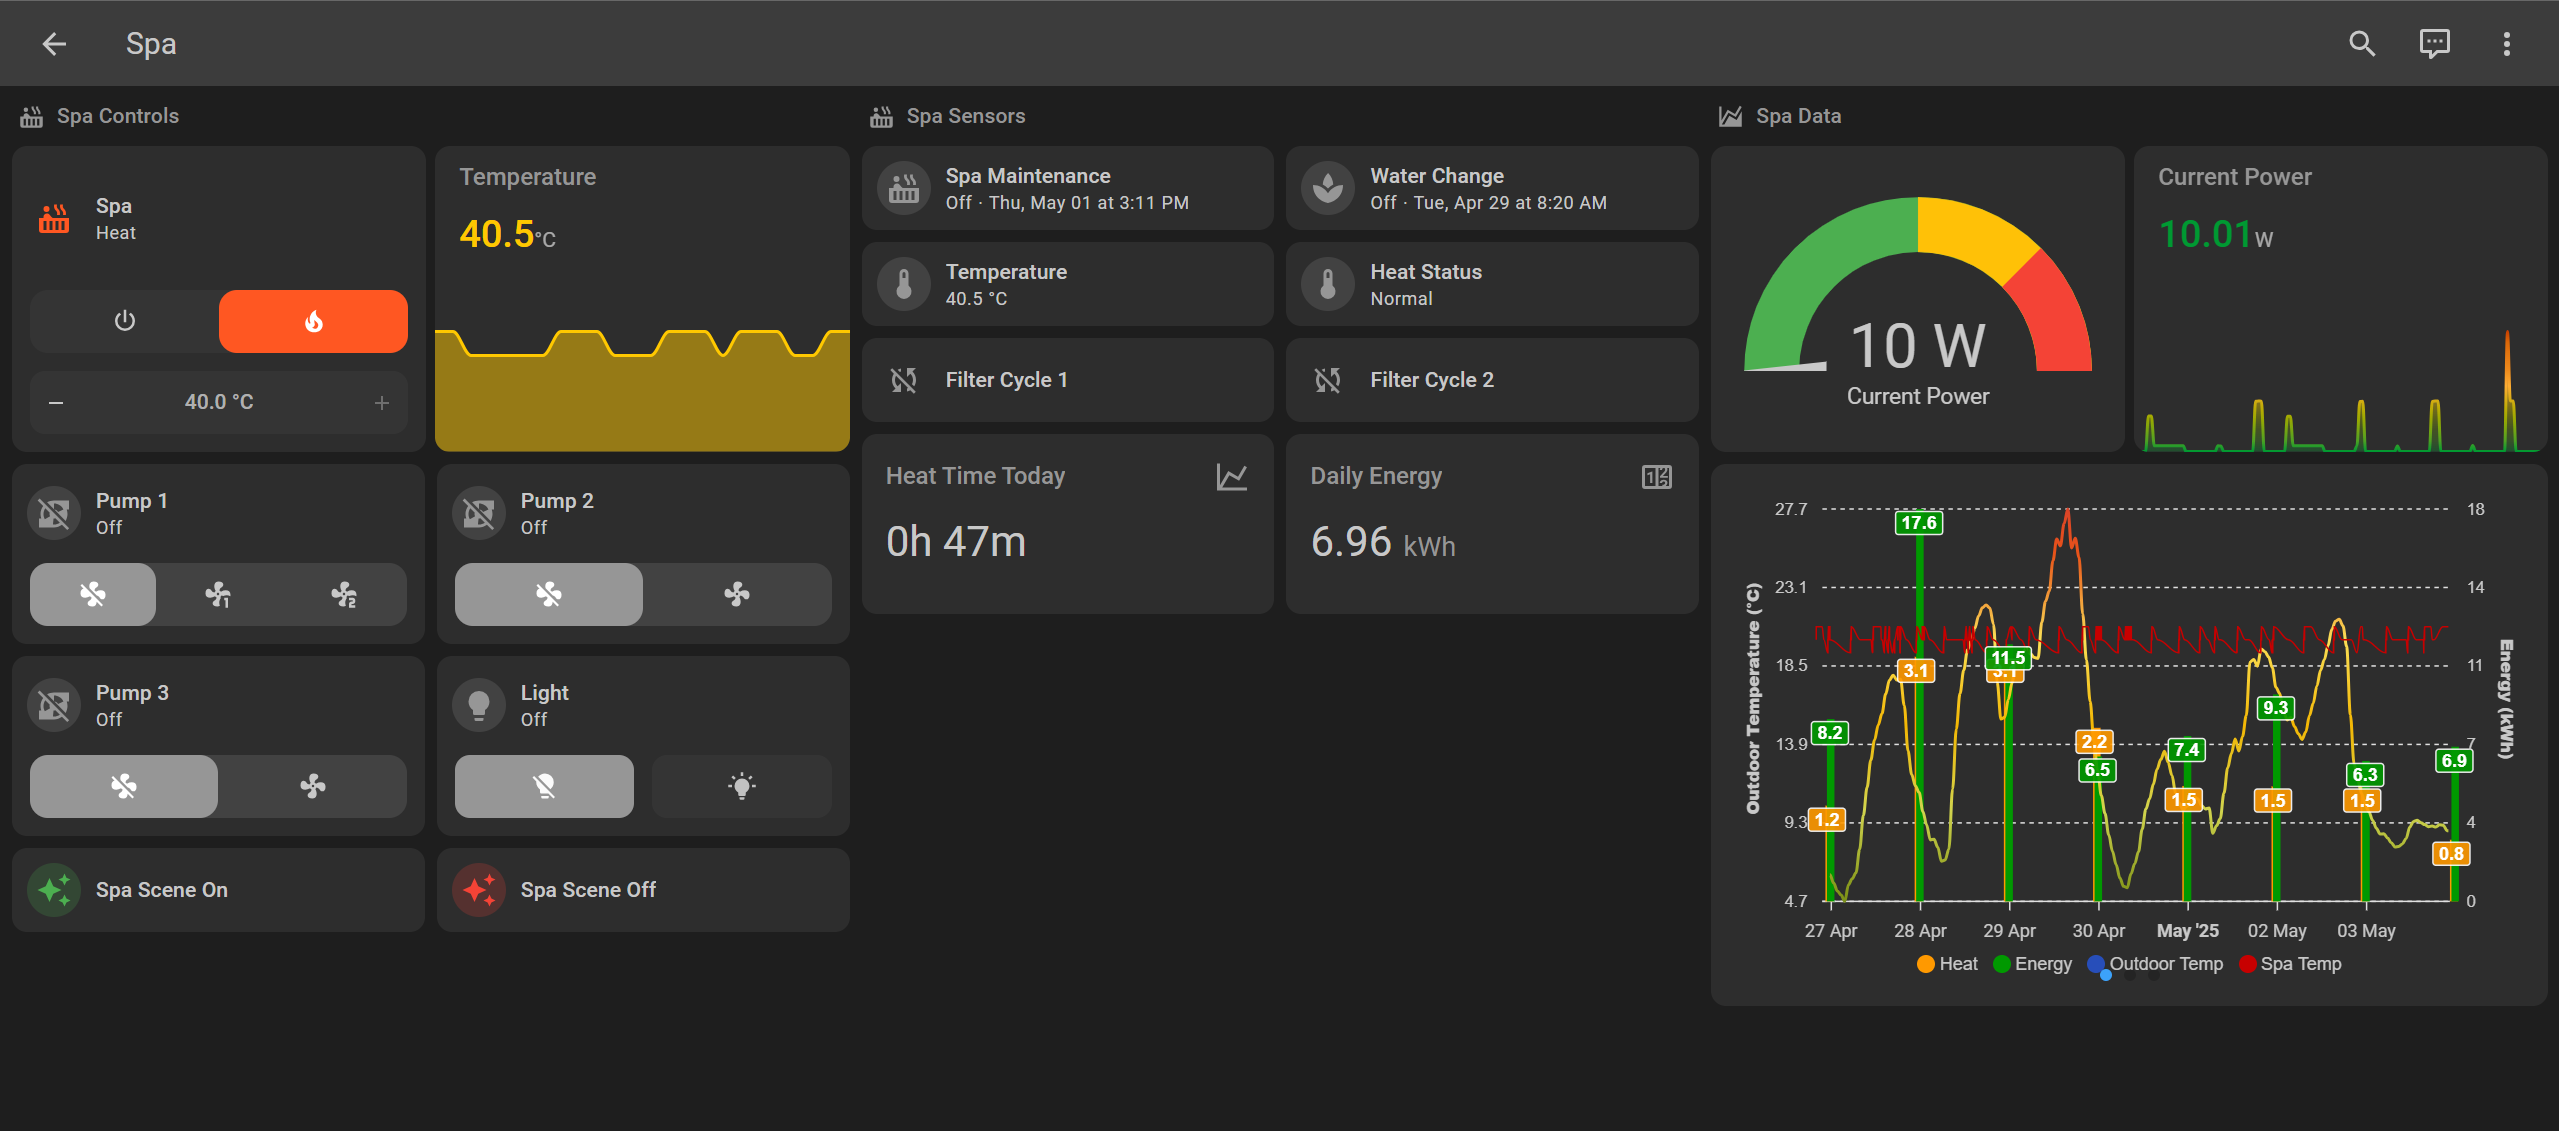 Spa
Spa Controls
Spa
Heat
40.0 °C
Temperature
40.5°C
Pump 1
Off
1
2
Pump 2
Off
Pump 3
Off
Light
Off
Spa Scene On
Spa Scene Off
Spa Sensors
Spa Maintenance
Off · Thu, May 01 at 3:11 PM
Water Change
Off · Tue, Apr 29 at 8:20 AM
Temperature
40.5 °C
Heat Status
Normal
Filter Cycle 1
Filter Cycle 2
Heat Time Today
0h 47m
Daily Energy
6.96 kWh
Spa Data
10 W
Current Power
Current Power
10.01W
Outdoor Temperature (°C)
27.7
23.1
18.5
13.9
9.3
4.7
8.2
1.2
17.6
3.1
11.5
3.1
2.2
6.5
7.4
1.5
9.3
1.5
6.3
1.5
6.9
0.8
18
14
11
7
4
0
Energy (kWh)
27 Apr 28 Apr 29 Apr 30 Apr May '25 02 May 03 May
Heat Energy Outdoor Temp Spa Temp